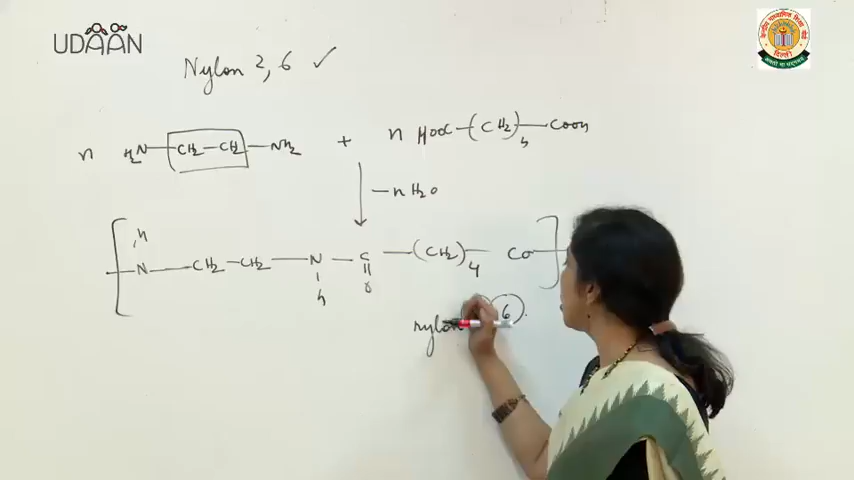 UDAAN
Nylon 2, 6 ✓
n H₂N—CH₂—CH₂—NH₂ + n HOOC—(CH₂)₄—COOH
—n H₂O
[ H
N—CH₂—CH₂—N—C—(CH₂)₄—CO ]
H O
nylon 6